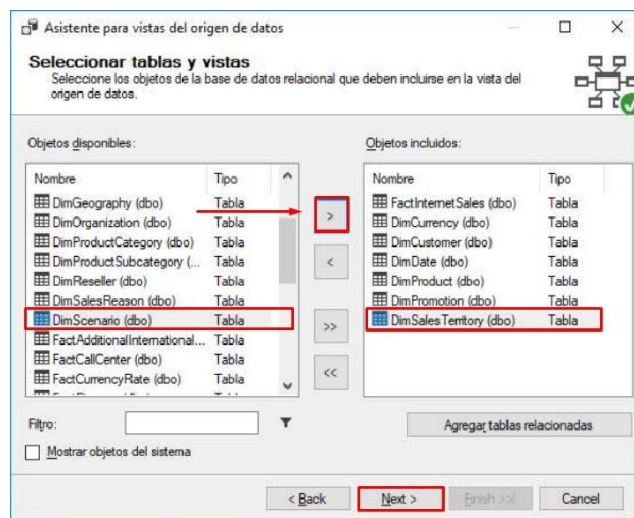 Asistente para vistas del origen de datos
Seleccionar tablas y vistas
Seleccione los objetos de la base de datos relacional que deben incluirse en la vista del
origen de datos.
Objetos disponibles:
Nombre Tipo
DimGeography (dbo) Tabla
DimOrganization (dbo) Tabla
DimProductCategory (dbo) Tabla
DimProductSubcategory (... Tabla
DimReseller (dbo) Tabla
DimSalesReason (dbo) Tabla
DimScenario (dbo) Tabla
FactAdditionalInternational... Tabla
FactCallCenter (dbo) Tabla
FactCurrencyRate (dbo) Tabla
>
<
>>
<<
Objetos incluidos:
Nombre Tipo
FactInternetSales (dbo) Tabla
DimCurrency (dbo) Tabla
DimCustomer (dbo) Tabla
DimDate (dbo) Tabla
DimProduct (dbo) Tabla
DimPromotion (dbo) Tabla
DimSalesTerritory (dbo) Tabla
Filtro:
Agregar tablas relacionadas
Mostrar objetos del sistema
< Back Next > Finish >>| Cancel